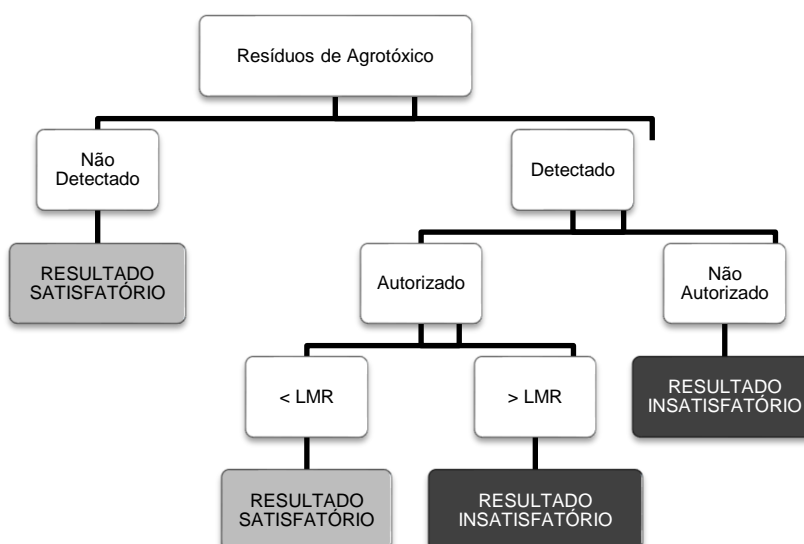 Resíduos de Agrotóxico
Não
Detectado
Detectado
RESULTADO
SATISFATÓRIO
Autorizado
Não
Autorizado
< LMR
> LMR
RESULTADO
INSATISFATÓRIO
RESULTADO
SATISFATÓRIO
RESULTADO
INSATISFATÓRIO